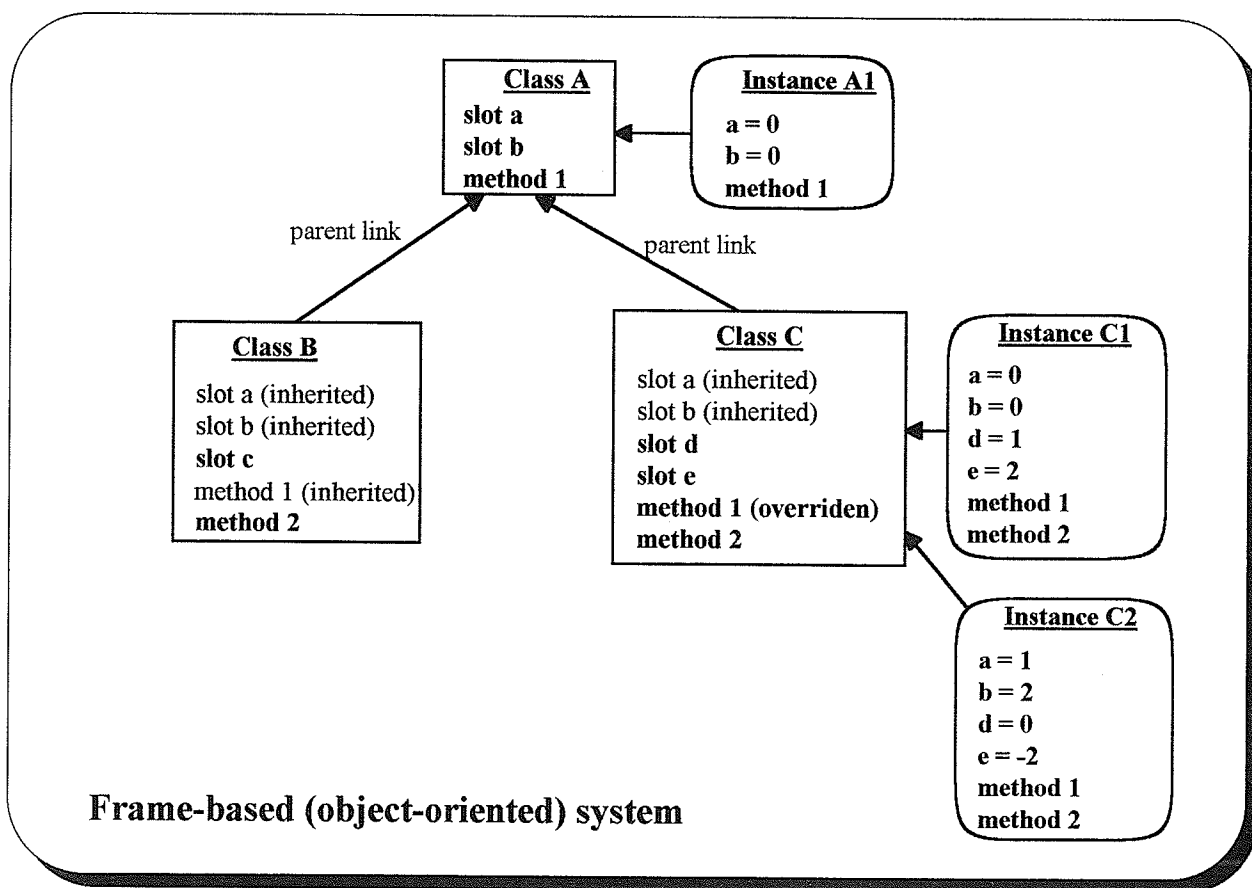 Class A
slot a
slot b
method 1
Instance A1
a = 0
b = 0
method 1
parent link
parent link
Class B
slot a (inherited)
slot b (inherited)
slot c
method 1 (inherited)
method 2
Class C
slot a (inherited)
slot b (inherited)
slot d
slot e
method 1 (overriden)
method 2
Instance C1
a = 0
b = 0
d = 1
e = 2
method 1
method 2
Instance C2
a = 1
b = 2
d = 0
e = -2
method 1
method 2
Frame-based (object-oriented) system